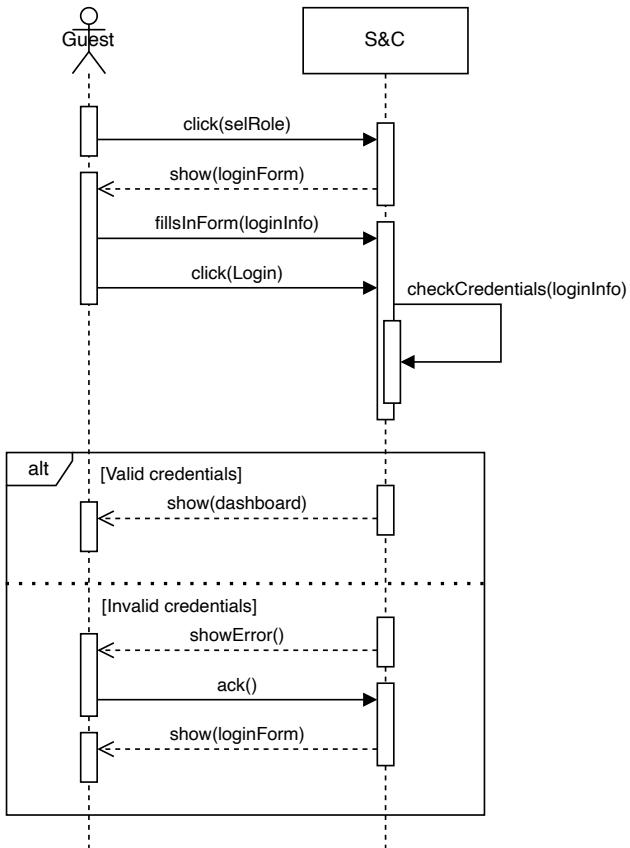 Guest
S&C
click(selRole)
show(loginForm)
fillsInForm(loginInfo)
click(Login)
checkCredentials(loginInfo)
alt
[Valid credentials]
show(dashboard)
[Invalid credentials]
showError()
ack()
show(loginForm)